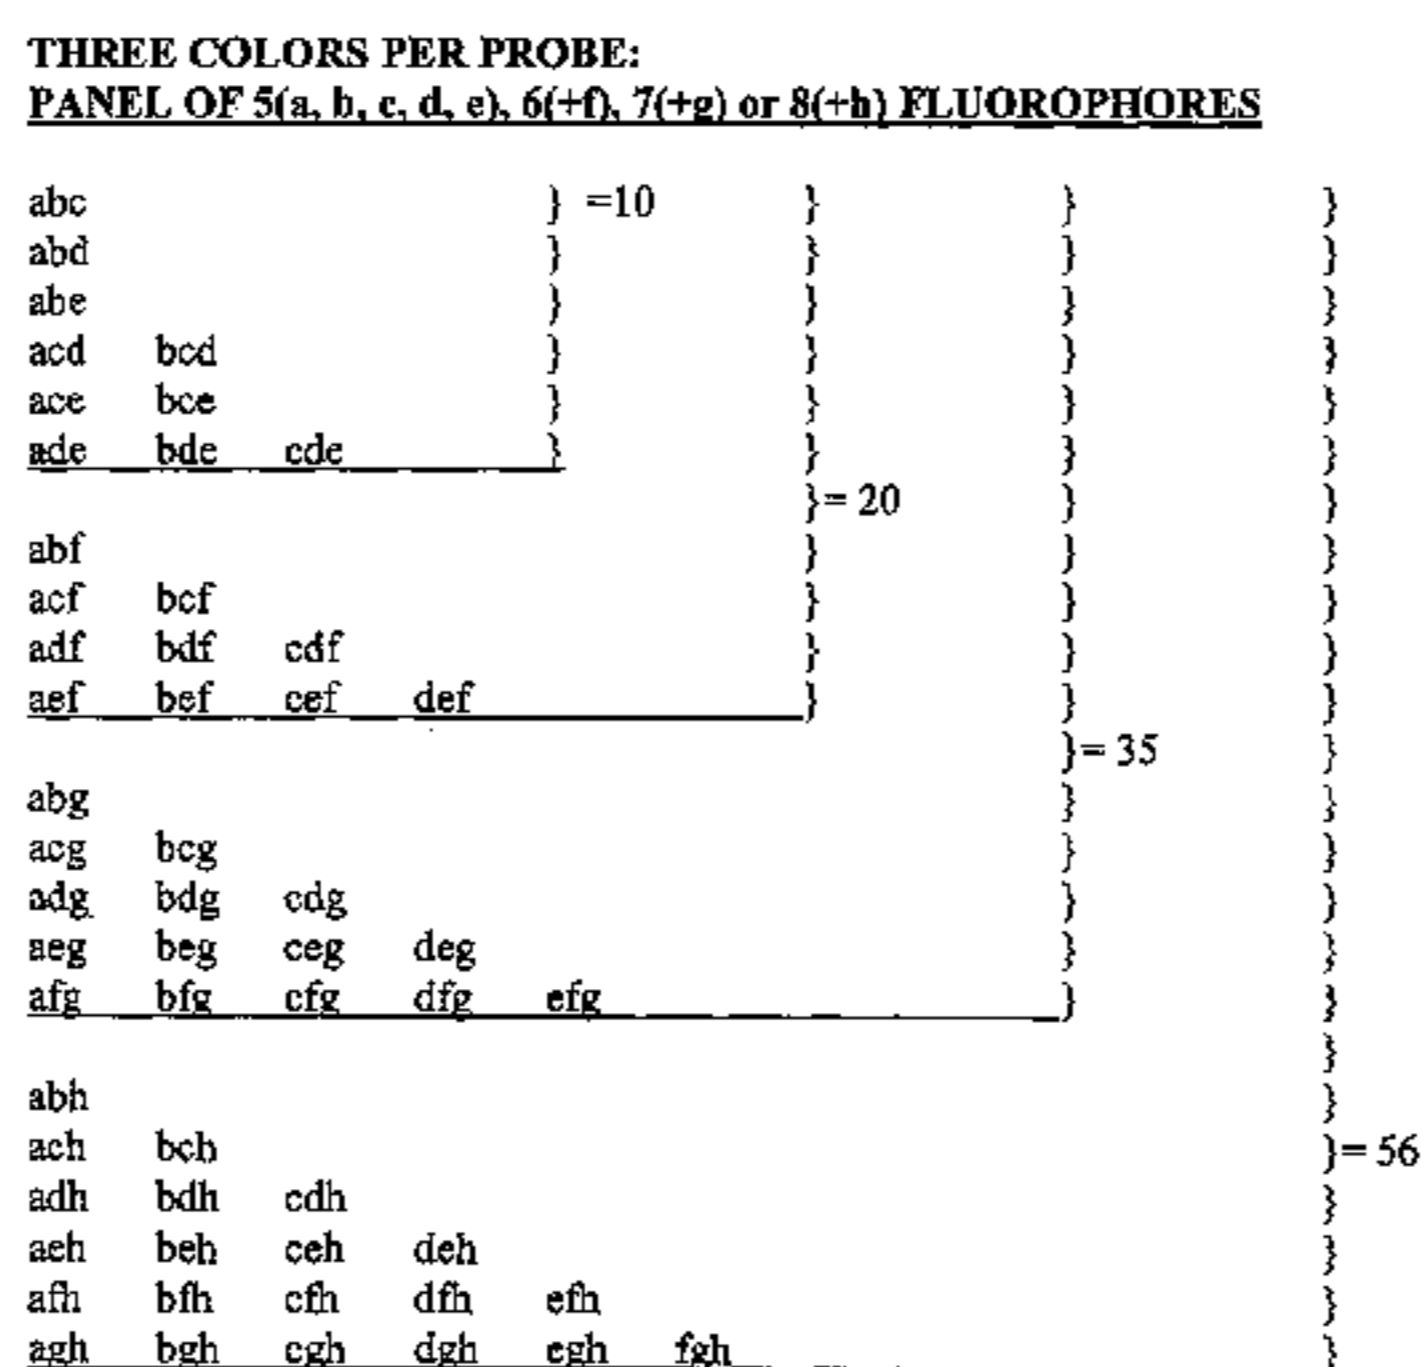 THREE COLORS PER PROBE:
PANEL OF 5(a, b, c, d, e), 6(+f), 7(+g) or 8(+h) FLUOROPHORES
abc } =10 } } }
abd } } } }
abe } } } }
acd bcd } } } }
ace bce } } } }
ade bde cde } } } }
}= 20 } }
abf } } }
acf bcf } } }
adf bdf cdf } } }
aef bef cef def } } }
}= 35 }
abg } }
acg bcg } }
adg bdg cdg } }
aeg beg ceg deg } }
afg bfg cfg dfg efg } }
}
abh }
ach bch }= 56
adh bdh cdh }
aeh beh ceh deh }
afh bfh cfh dfh efh }
agh bgh cgh dgh egh fgh }